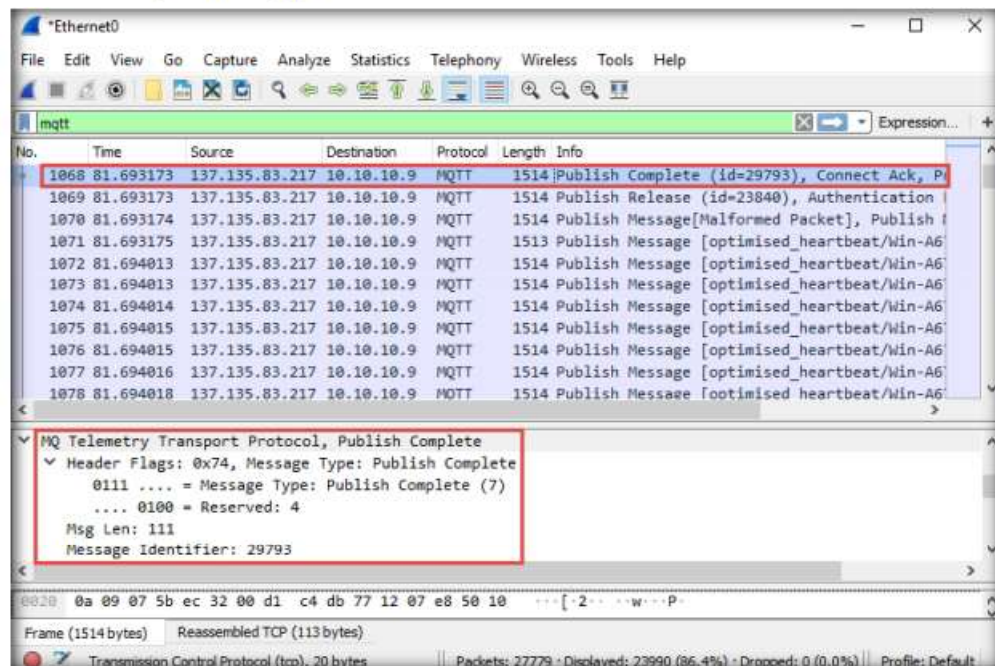 *Ethernet0
File Edit View Go Capture Analyze Statistics Telephony Wireless Tools Help
mqtt Expression... +
No. Time Source Destination Protocol Length Info
1068 81.693173 137.135.83.217 10.10.10.9 MQTT 1514 Publish Complete (id=29793), Connect Ack,
1069 81.693173 137.135.83.217 10.10.10.9 MQTT 1514 Publish Release (id=23840), Authentication
1070 81.693174 137.135.83.217 10.10.10.9 MQTT 1514 Publish Message[Malformed Packet], Publish
1071 81.693175 137.135.83.217 10.10.10.9 MQTT 1513 Publish Message [optimised_heartbeat/Win-A6
1072 81.694013 137.135.83.217 10.10.10.9 MQTT 1514 Publish Message [optimised_heartbeat/Win-A6
1073 81.694013 137.135.83.217 10.10.10.9 MQTT 1514 Publish Message [optimised_heartbeat/Win-A6
1074 81.694014 137.135.83.217 10.10.10.9 MQTT 1514 Publish Message [optimised_heartbeat/Win-A6
1075 81.694015 137.135.83.217 10.10.10.9 MQTT 1514 Publish Message [optimised_heartbeat/Win-A6
1076 81.694015 137.135.83.217 10.10.10.9 MQTT 1514 Publish Message [optimised_heartbeat/Win-A6
1077 81.694016 137.135.83.217 10.10.10.9 MQTT 1514 Publish Message [optimised_heartbeat/Win-A6
1078 81.694018 137.135.83.217 10.10.10.9 MQTT 1514 Publish Message [optimised_heartbeat/Win-A6
MQ Telemetry Transport Protocol, Publish Complete
Header Flags: 0x74, Message Type: Publish Complete
0111 .... = Message Type: Publish Complete (7)
.... 0100 = Reserved: 4
Msg Len: 111
Message Identifier: 29793
0020 0a 09 07 5b ec 32 00 d1 c4 db 77 12 07 e8 50 10 ···[·2·· ··w···P·
Frame (1514 bytes) Reassembled TCP (113 bytes)
Transmission Control Protocol (tcp), 20 bytes Packets: 27779 · Displayed: 23990 (86.4%) · Dropped: 0 (0.0%) Profile: Default